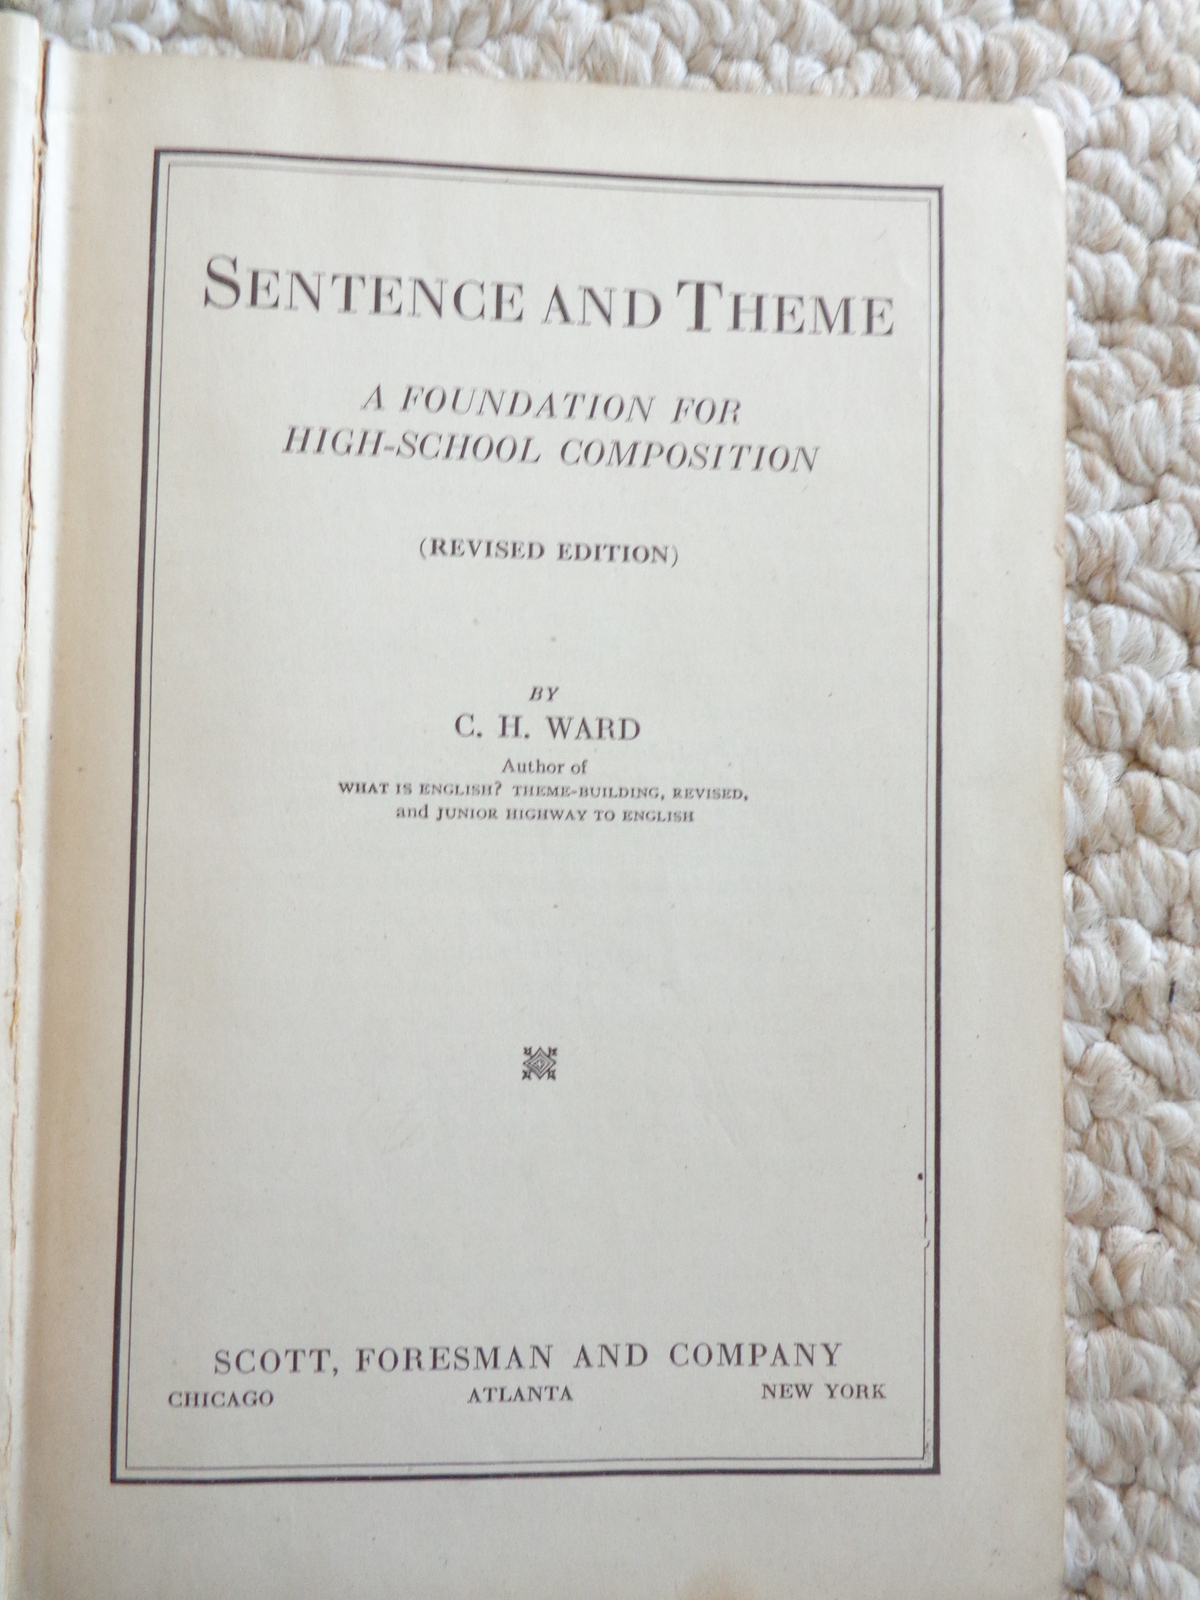 SENTENCE AND THEME
A FOUNDATION FOR
HIGH-SCHOOL COMPOSITION
(REVISED EDITION)
BY
C. H. WARD
Author of
WHAT IS ENGLISH? THEME-BUILDING, REVISED,
and JUNIOR HIGHWAY TO ENGLISH
SCOTT, FORESMAN AND COMPANY
CHICAGO ATLANTA NEW YORK